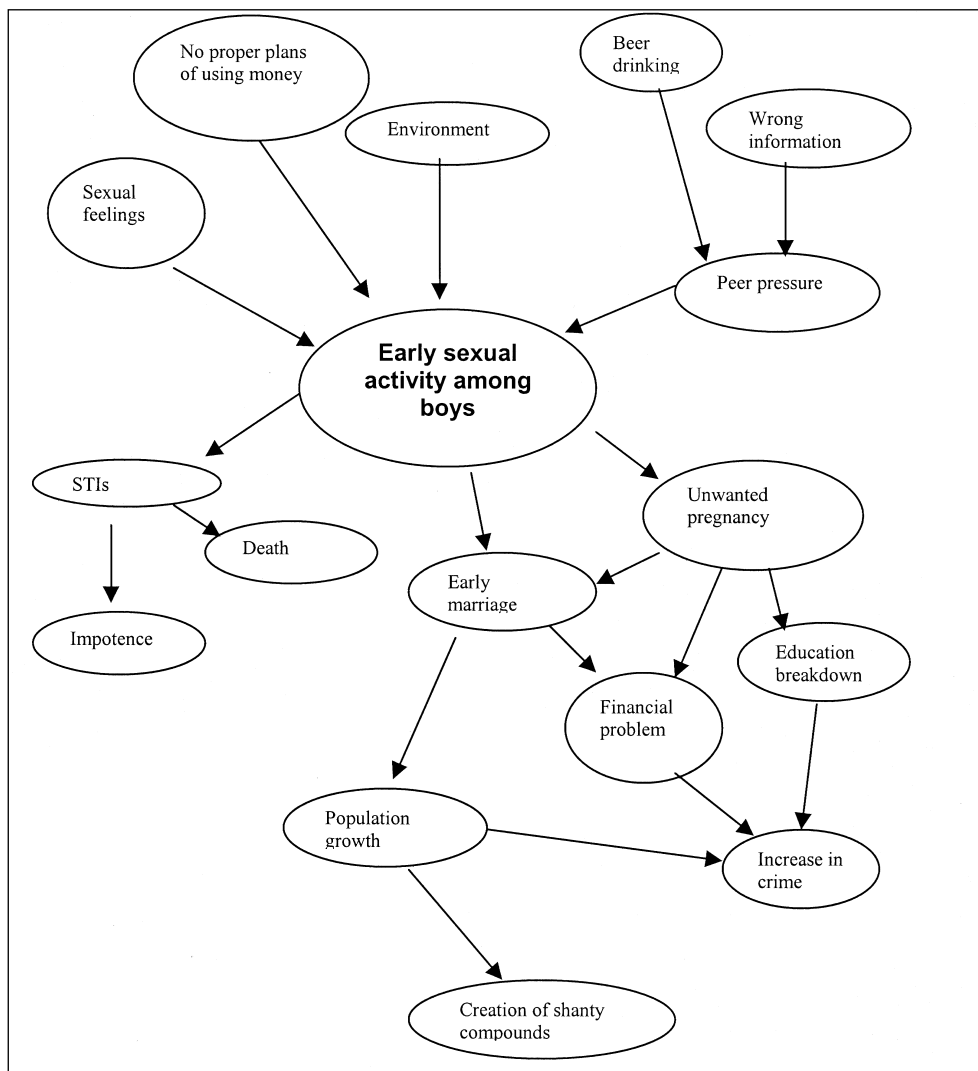 No proper plans
of using money
Beer
drinking
Environment
Wrong
information
Sexual
feelings
Peer pressure
Early sexual
activity among
boys
STIs
Unwanted
pregnancy
Death
Early
marriage
Impotence
Education
breakdown
Financial
problem
Population
growth
Increase in
crime
Creation of shanty
compounds